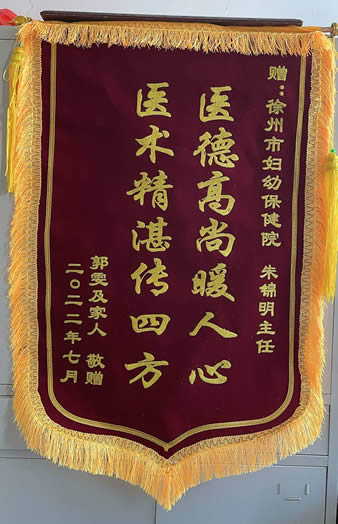 赠：徐州市妇幼保健院 朱锦明主任
医德高尚暖人心
医术精湛传四方
郭雯及家人 敬赠
二〇二二年七月